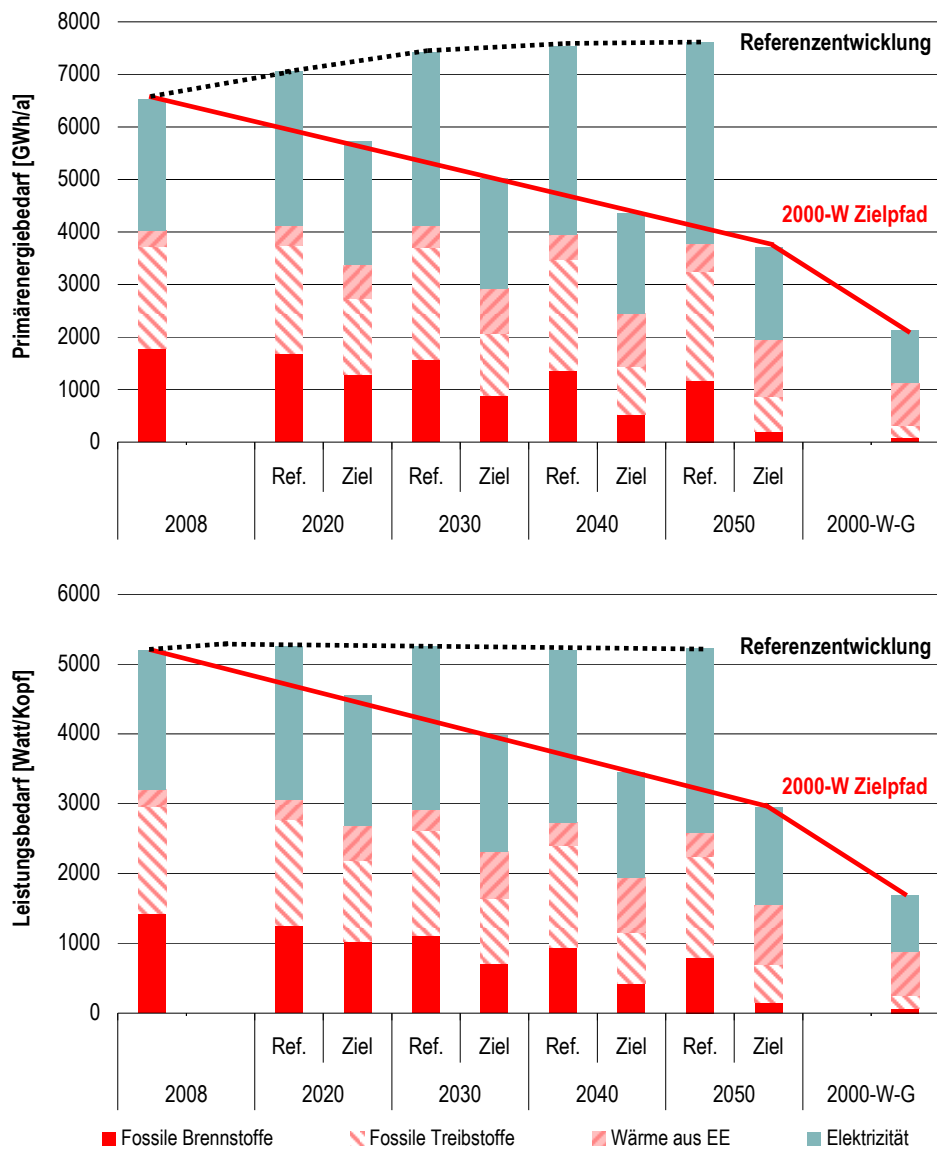 8000
Referenzentwicklung
7000
6000
5000
2000-W Zielpfad
4000
3000
2000
1000
0
Primärenergiebedarf [GWh/a]
Ref. Ziel Ref. Ziel Ref. Ziel Ref. Ziel
2008 2020 2030 2040 2050 2000-W-G
6000
Referenzentwicklung
5000
4000
2000-W Zielpfad
3000
2000
1000
0
Leistungsbedarf [Watt/Kopf]
Ref. Ziel Ref. Ziel Ref. Ziel Ref. Ziel
2008 2020 2030 2040 2050 2000-W-G
Fossile Brennstoffe Fossile Treibstoffe Wärme aus EE Elektrizität